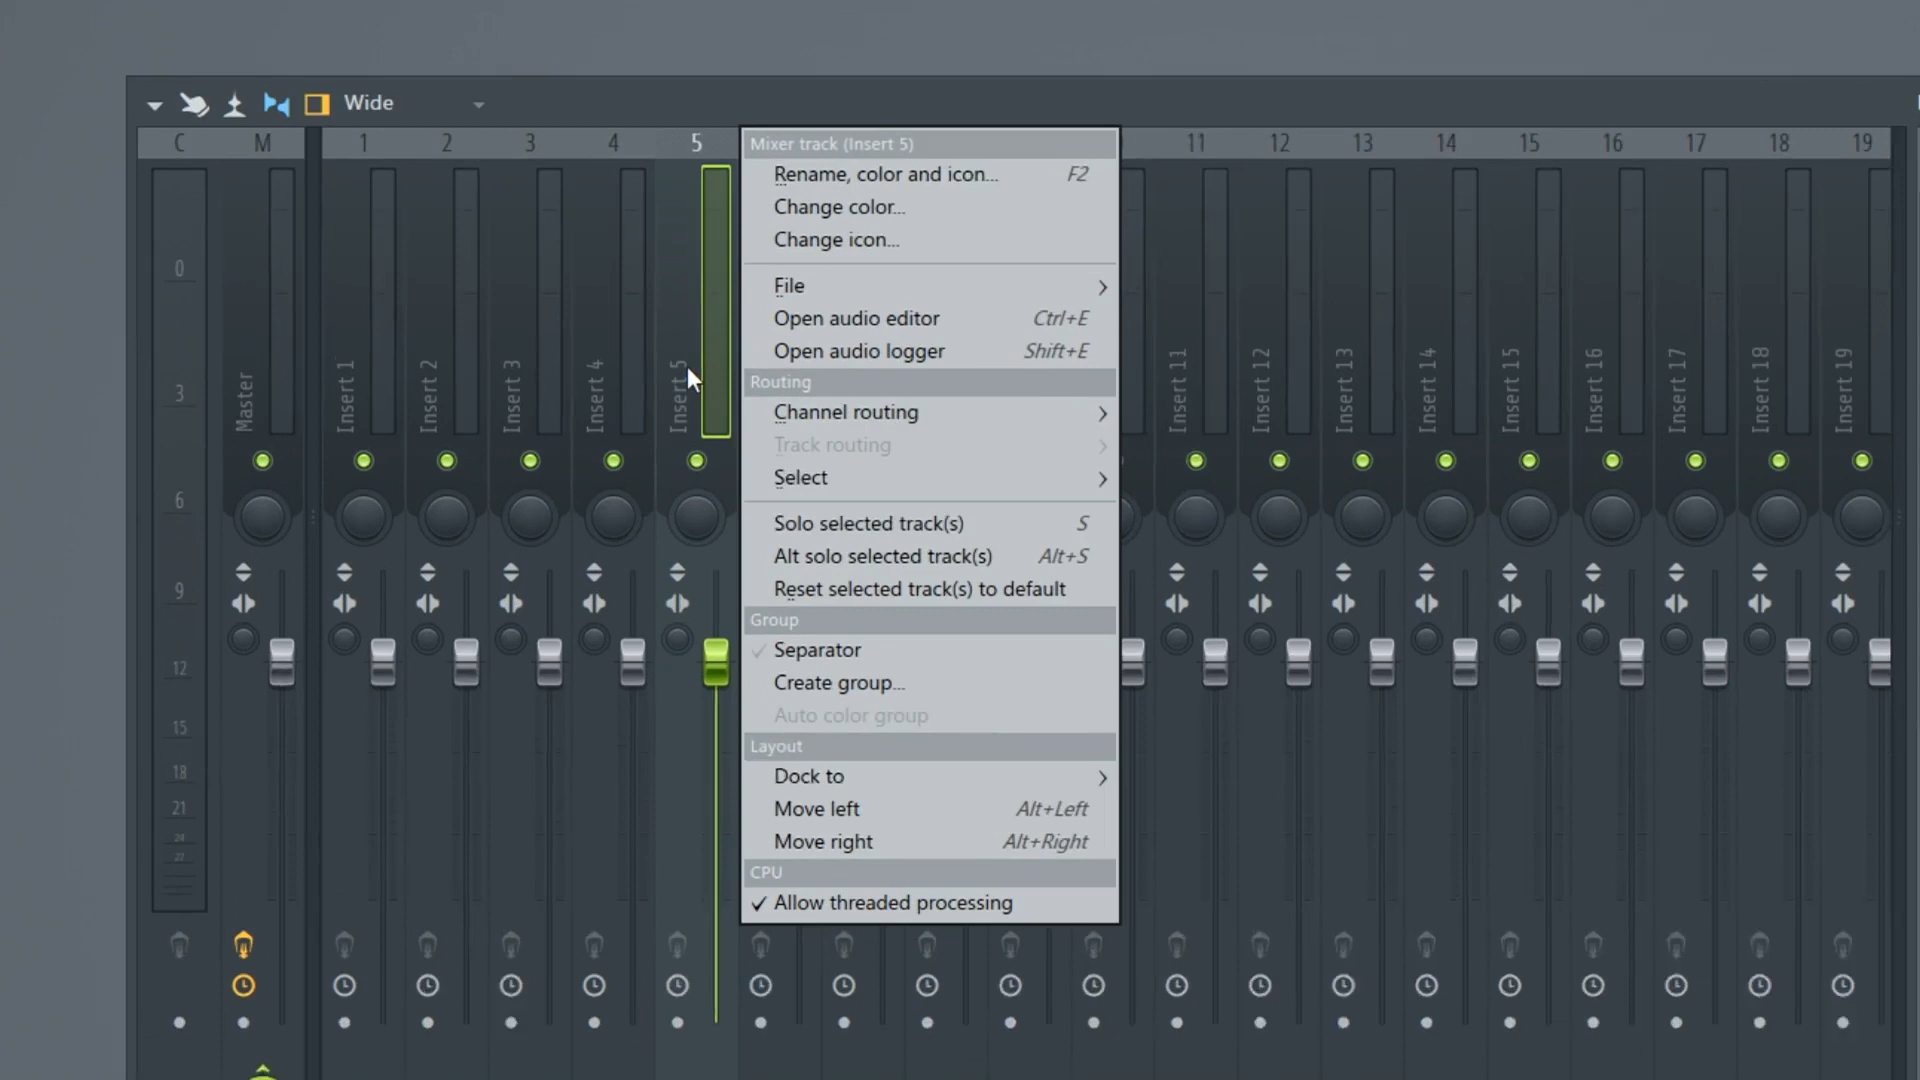 Wide
C M 1 2 3 4 5 11 12 13 14 15 16 17 18 19
Mixer track (Insert 5)
Rename, color and icon... F2
Change color...
Change icon...
File
Open audio editor Ctrl+E
Open audio logger Shift+E
Routing
Channel routing
Track routing
Select
Solo selected track(s) S
Alt solo selected track(s) Alt+S
Reset selected track(s) to default
Group
Separator
Create group...
Auto color group
Layout
Dock to
Move left Alt+Left
Move right Alt+Right
CPU
Allow threaded processing
0
3
6
9
12
15
18
21
24
27
Master
Insert 1
Insert 2
Insert 3
Insert 4
Insert 5
Insert 11
Insert 12
Insert 13
Insert 14
Insert 15
Insert 16
Insert 17
Insert 18
Insert 19